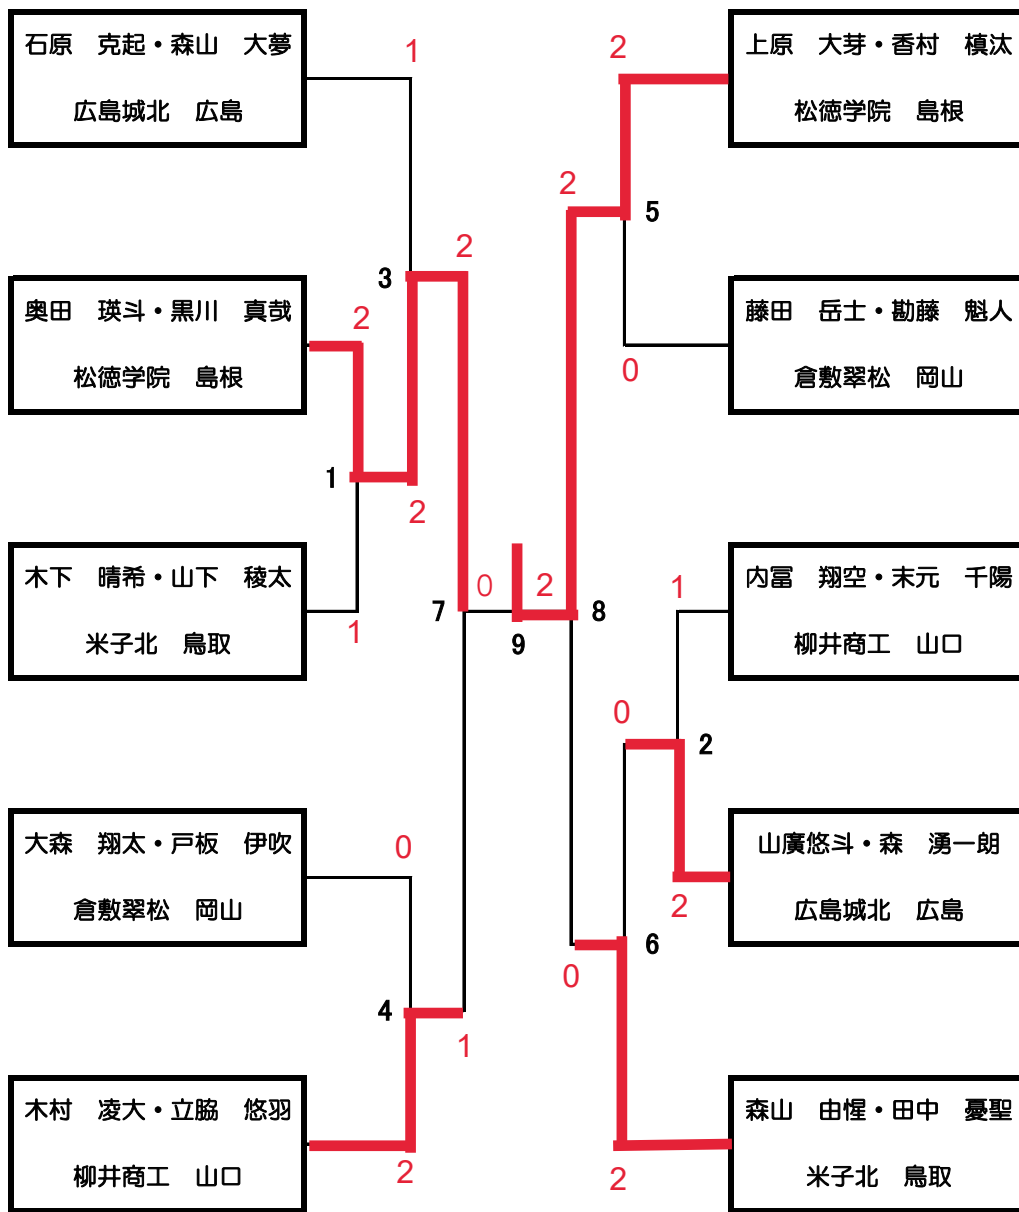 石原　克起・森山　大夢
広島城北　広島
1
2
上原　大芽・香村　槙汰
松徳学院　島根
2
5
3
2
奥田　瑛斗・黒川　真哉
松徳学院　島根
2
藤田　岳士・勘藤　魁人
倉敷翠松　岡山
0
1
2
木下　晴希・山下　稜太
米子北　鳥取
1
7
0
2
8
9
内冨　翔空・末元　千陽
柳井商工　山口
1
0
2
大森　翔太・戸板　伊吹
倉敷翠松　岡山
0
山廣悠斗・森　湧一朗
広島城北　広島
2
6
0
4
1
木村　凌大・立脇　悠羽
柳井商工　山口
2
森山　由惺・田中　憂聖
米子北　鳥取
2